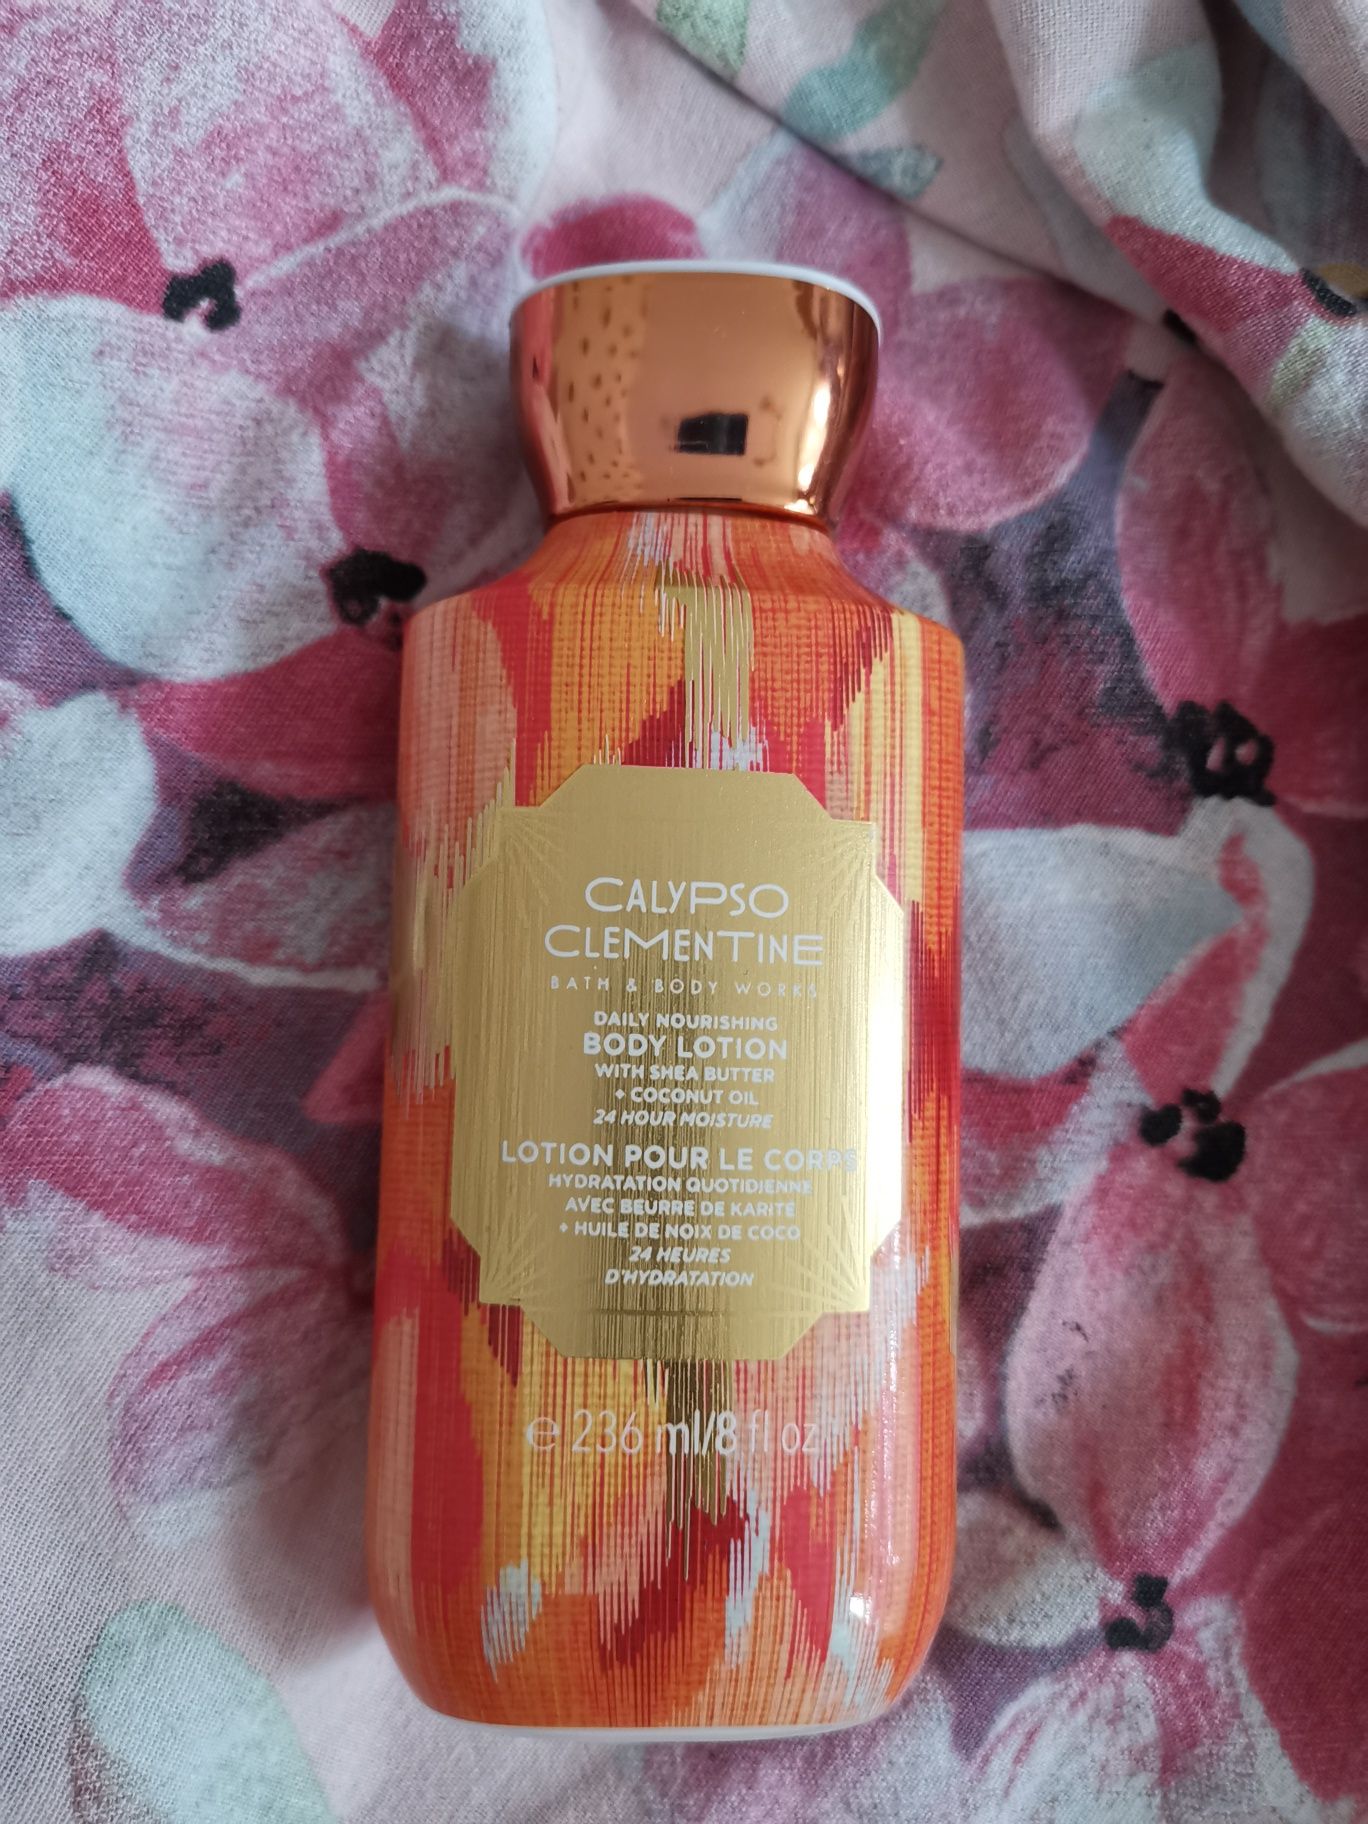 CALYPSO
CLEMENTINE
BATH & BODY WORKS
DAILY NOURISHING
BODY LOTION
WITH SHEA BUTTER
+ COCONUT OIL
24 HOUR MOISTURE
LOTION POUR LE CORPS
HYDRATATION QUOTIDIENNE
AVEC BEURRE DE KARITÉ
+ HUILE DE NOIX DE COCO
24 HEURES
D'HYDRATATION
℮ 236 ml/8 fl oz